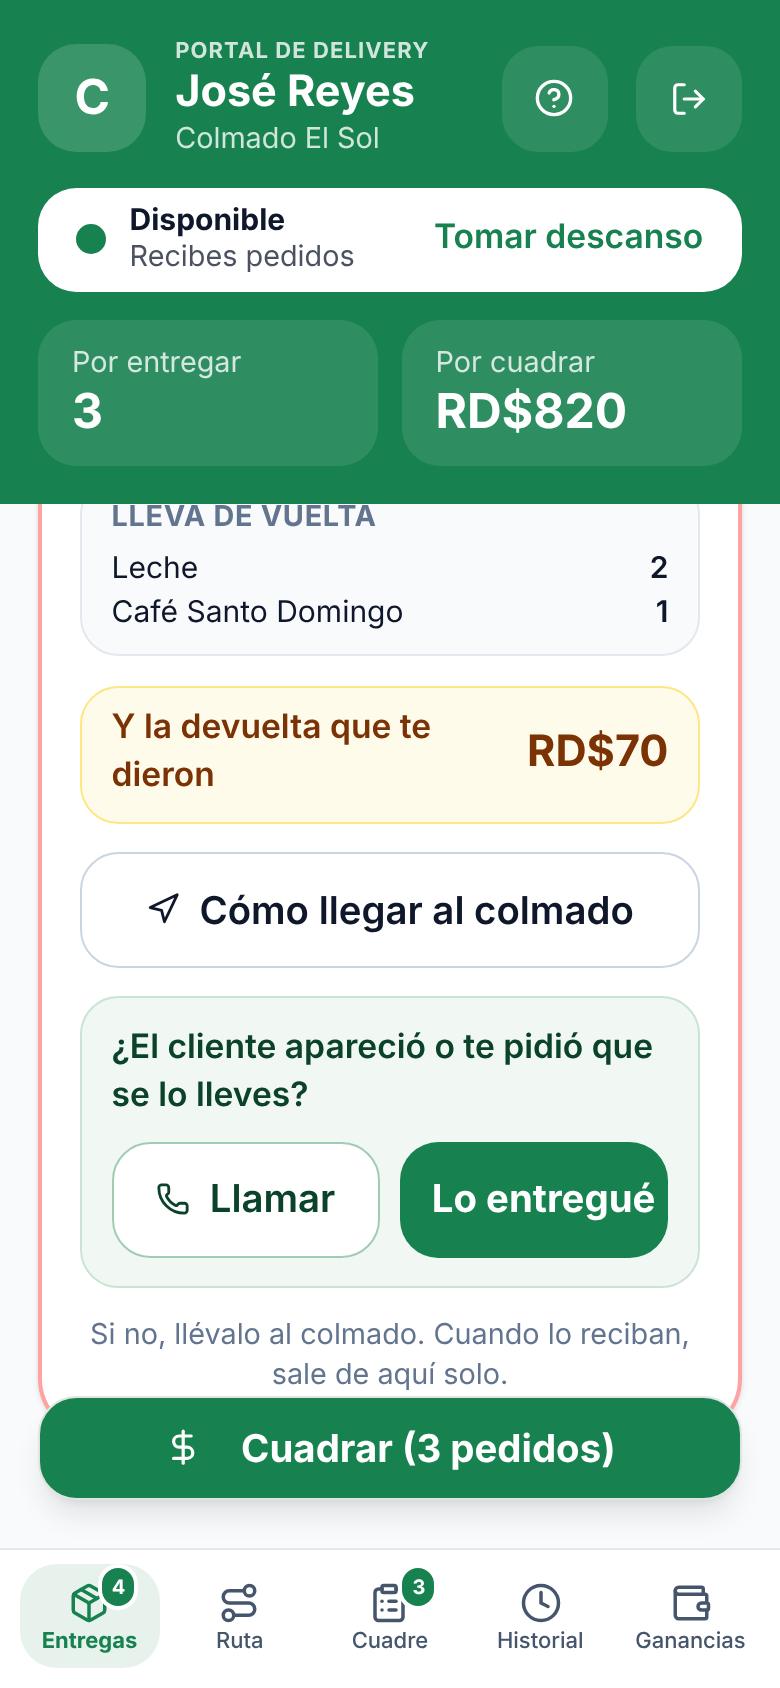 C
PORTAL DE DELIVERY
José Reyes
Colmado El Sol
Disponible
Recibes pedidos
Tomar descanso
Por entregar
3
Por cuadrar
RD$820
LLEVA DE VUELTA
Leche 2
Café Santo Domingo 1
Y la devuelta que te
dieron
RD$70
Cómo llegar al colmado
¿El cliente apareció o te pidió que
se lo lleves?
Llamar
Lo entregué
Si no, llévalo al colmado. Cuando lo reciban,
sale de aquí solo.
$ Cuadrar (3 pedidos)
4
Entregas
Ruta
3
Cuadre
Historial
Ganancias